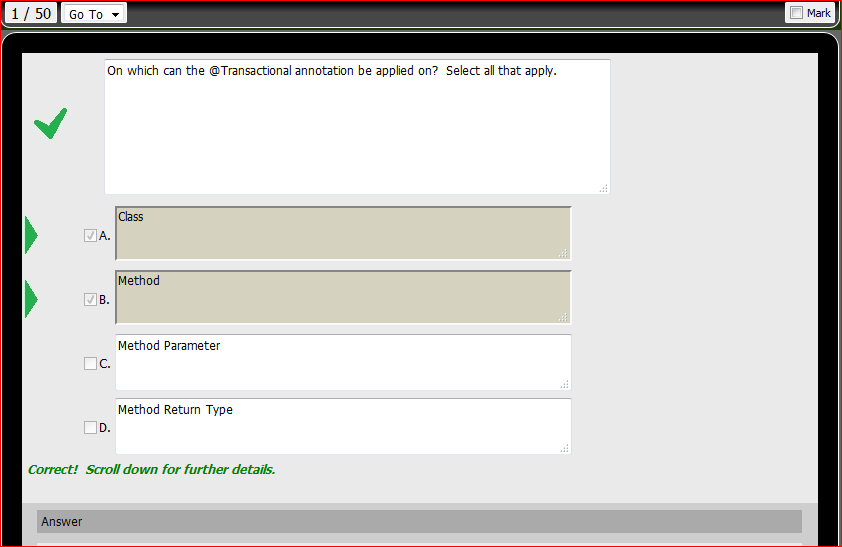 1 / 50 Go To Mark
On which can the @Transactional annotation be applied on?  Select all that apply.
A. Class
B. Method
C. Method Parameter
D. Method Return Type
Correct!  Scroll down for further details.
Answer